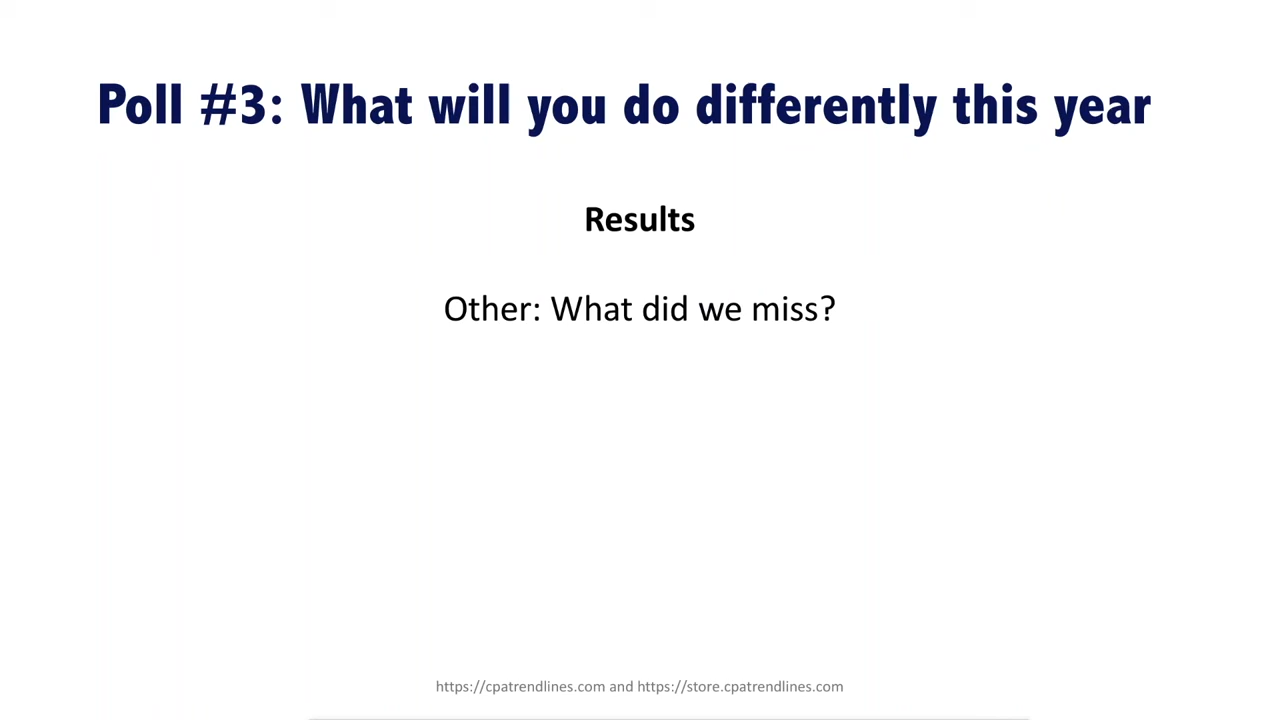 Poll #3: What will you do differently this year
Results
Other: What did we miss?
https://cpatrendlines.com and https://store.cpatrendlines.com